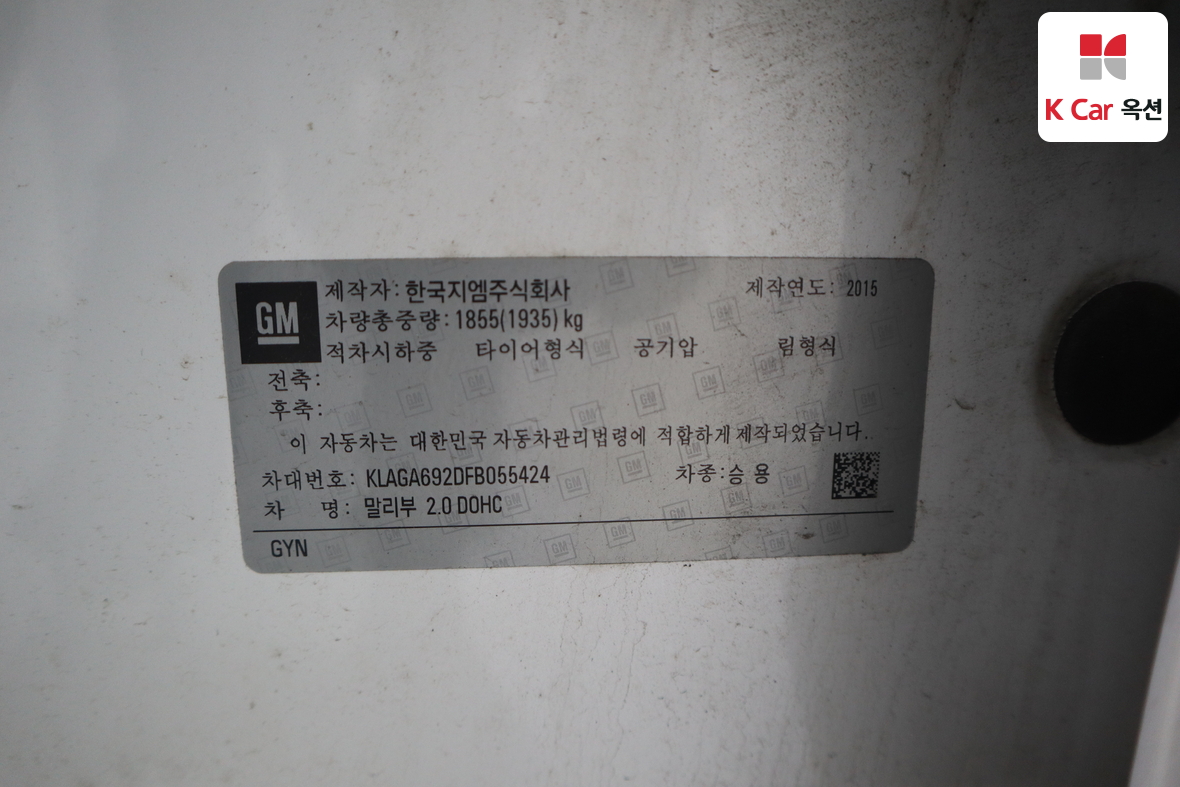 K Car 옥션
GM 제작자: 한국지엠주식회사 제작연도: 2015
차량총중량: 1855(1935) kg
적차시하중 타이어형식 공기압 림형식
전축:
후축:
이 자동차는 대한민국 자동차관리법령에 적합하게 제작되었습니다.
차대번호: KLAGA692DFB055424 차종: 승 용
차 명: 말리부 2.0 DOHC
GYN